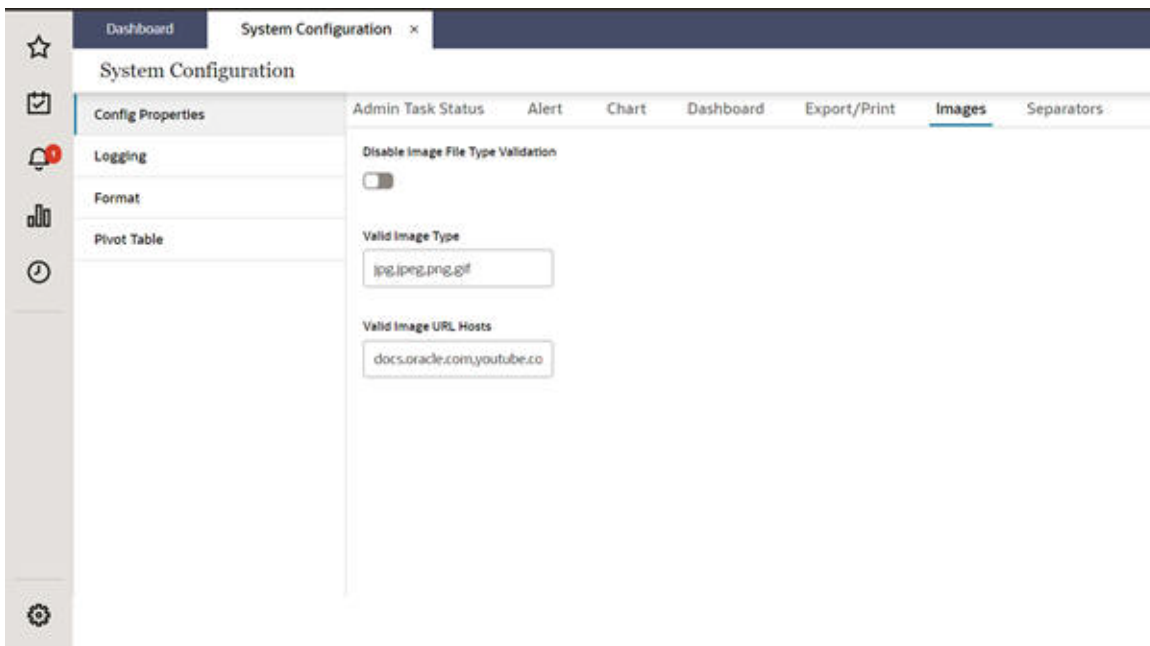 Dashboard
System Configuration ×
System Configuration
Config Properties
Logging
Format
Pivot Table
Admin Task Status Alert Chart Dashboard Export/Print Images Separators
Disable Image File Type Validation
Valid Image Type
jpg,jpeg,png,gif
Valid Image URL Hosts
docs.oracle.com,youtube.co